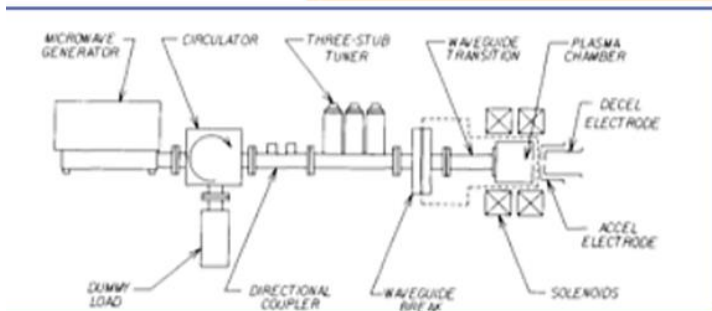 MICROWAVE
GENERATOR
CIRCULATOR
THREE-STUB
TUNER
WAVEGUIDE
TRANSITION
PLASMA
CHAMBER
DECEL
ELECTRODE
ACCEL
ELECTRODE
DUMMY
LOAD
DIRECTIONAL
COUPLER
WAVEGUIDE
BREAK
SOLENOIDS